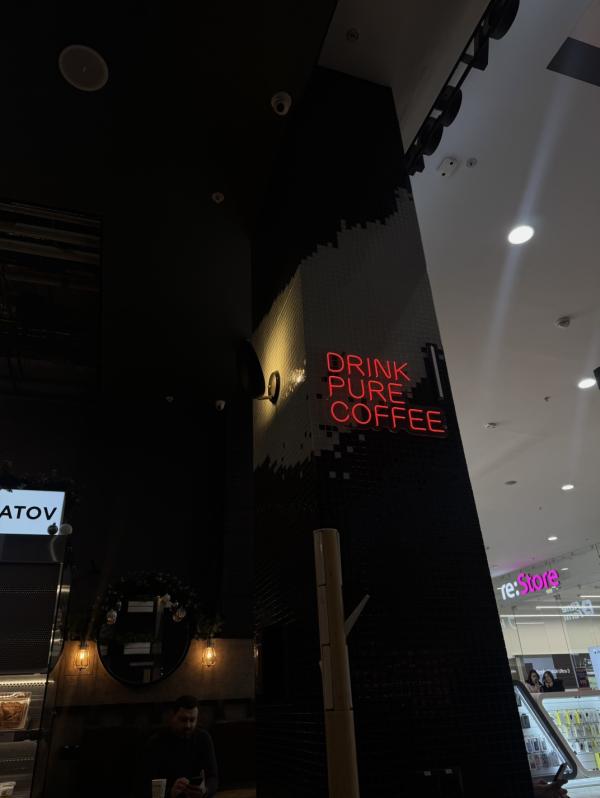 DRINK
PURE
COFFEE
ATOV
re:Store